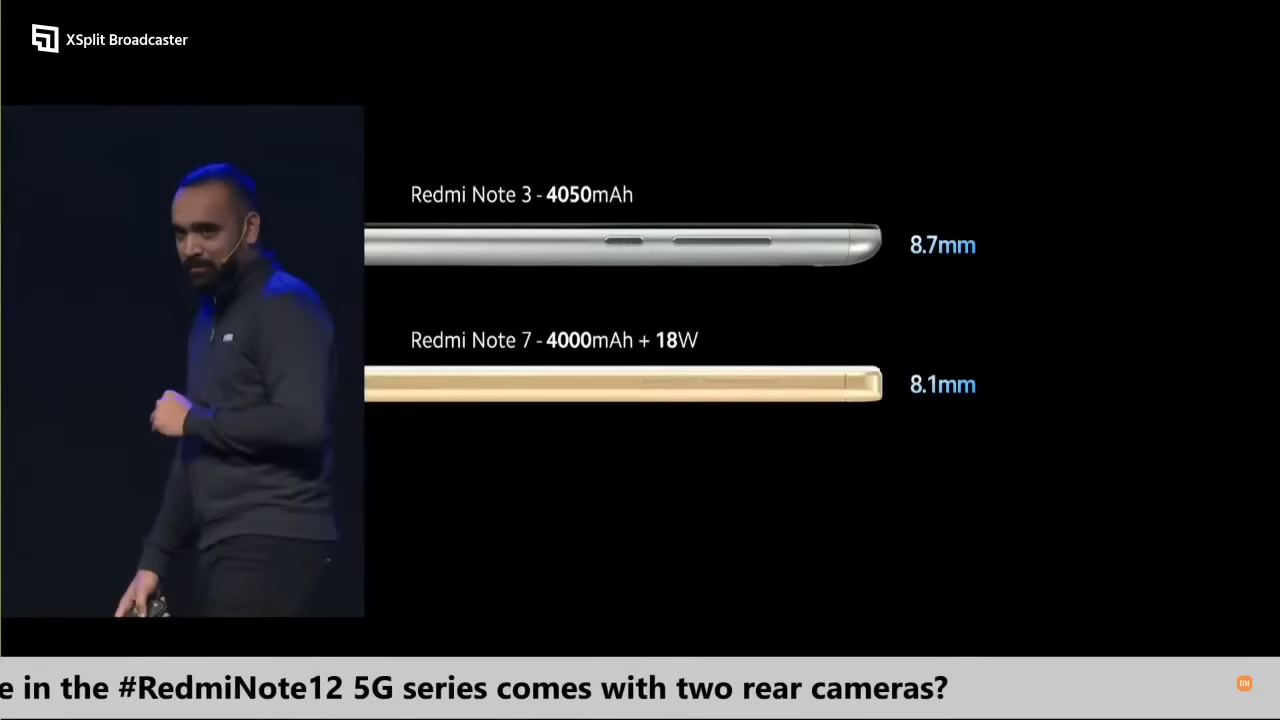 XSplit Broadcaster
Redmi Note 3 - 4050mAh
8.7mm
Redmi Note 7 - 4000mAh + 18W
8.1mm
e in the #RedmiNote12 5G series comes with two rear cameras?
mi